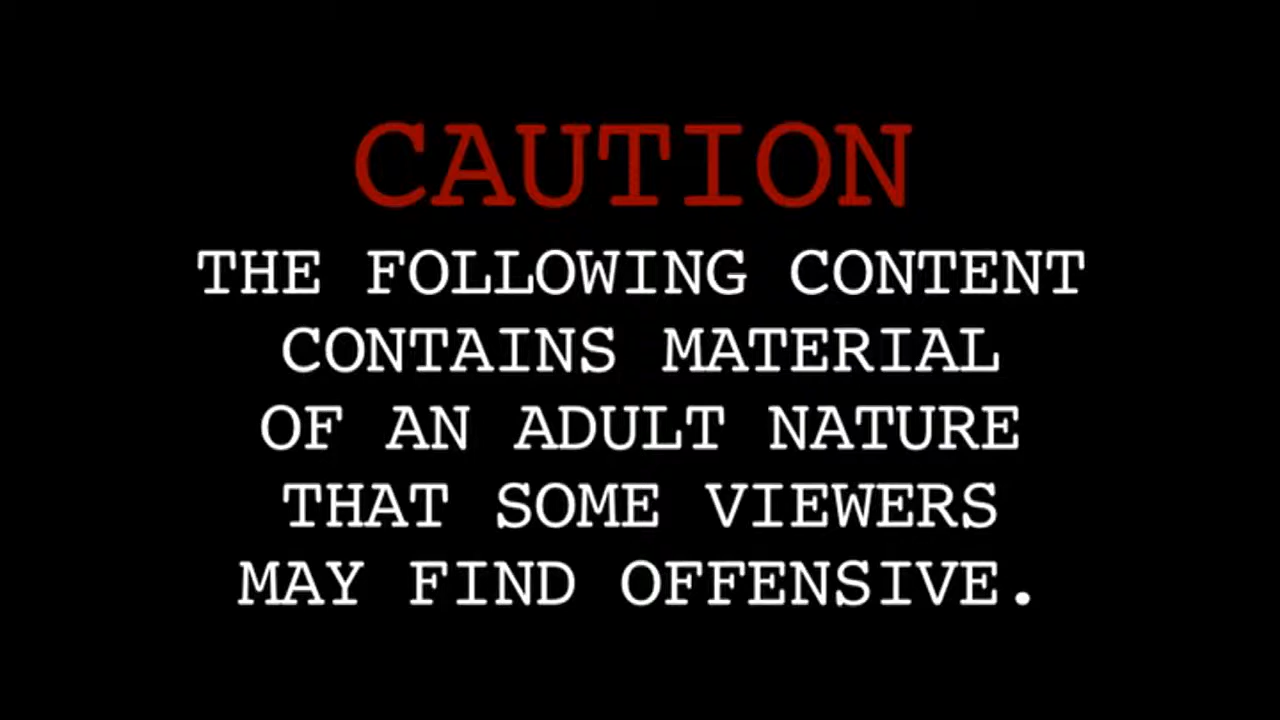 CAUTION
THE FOLLOWING CONTENT
CONTAINS MATERIAL
OF AN ADULT NATURE
THAT SOME VIEWERS
MAY FIND OFFENSIVE.